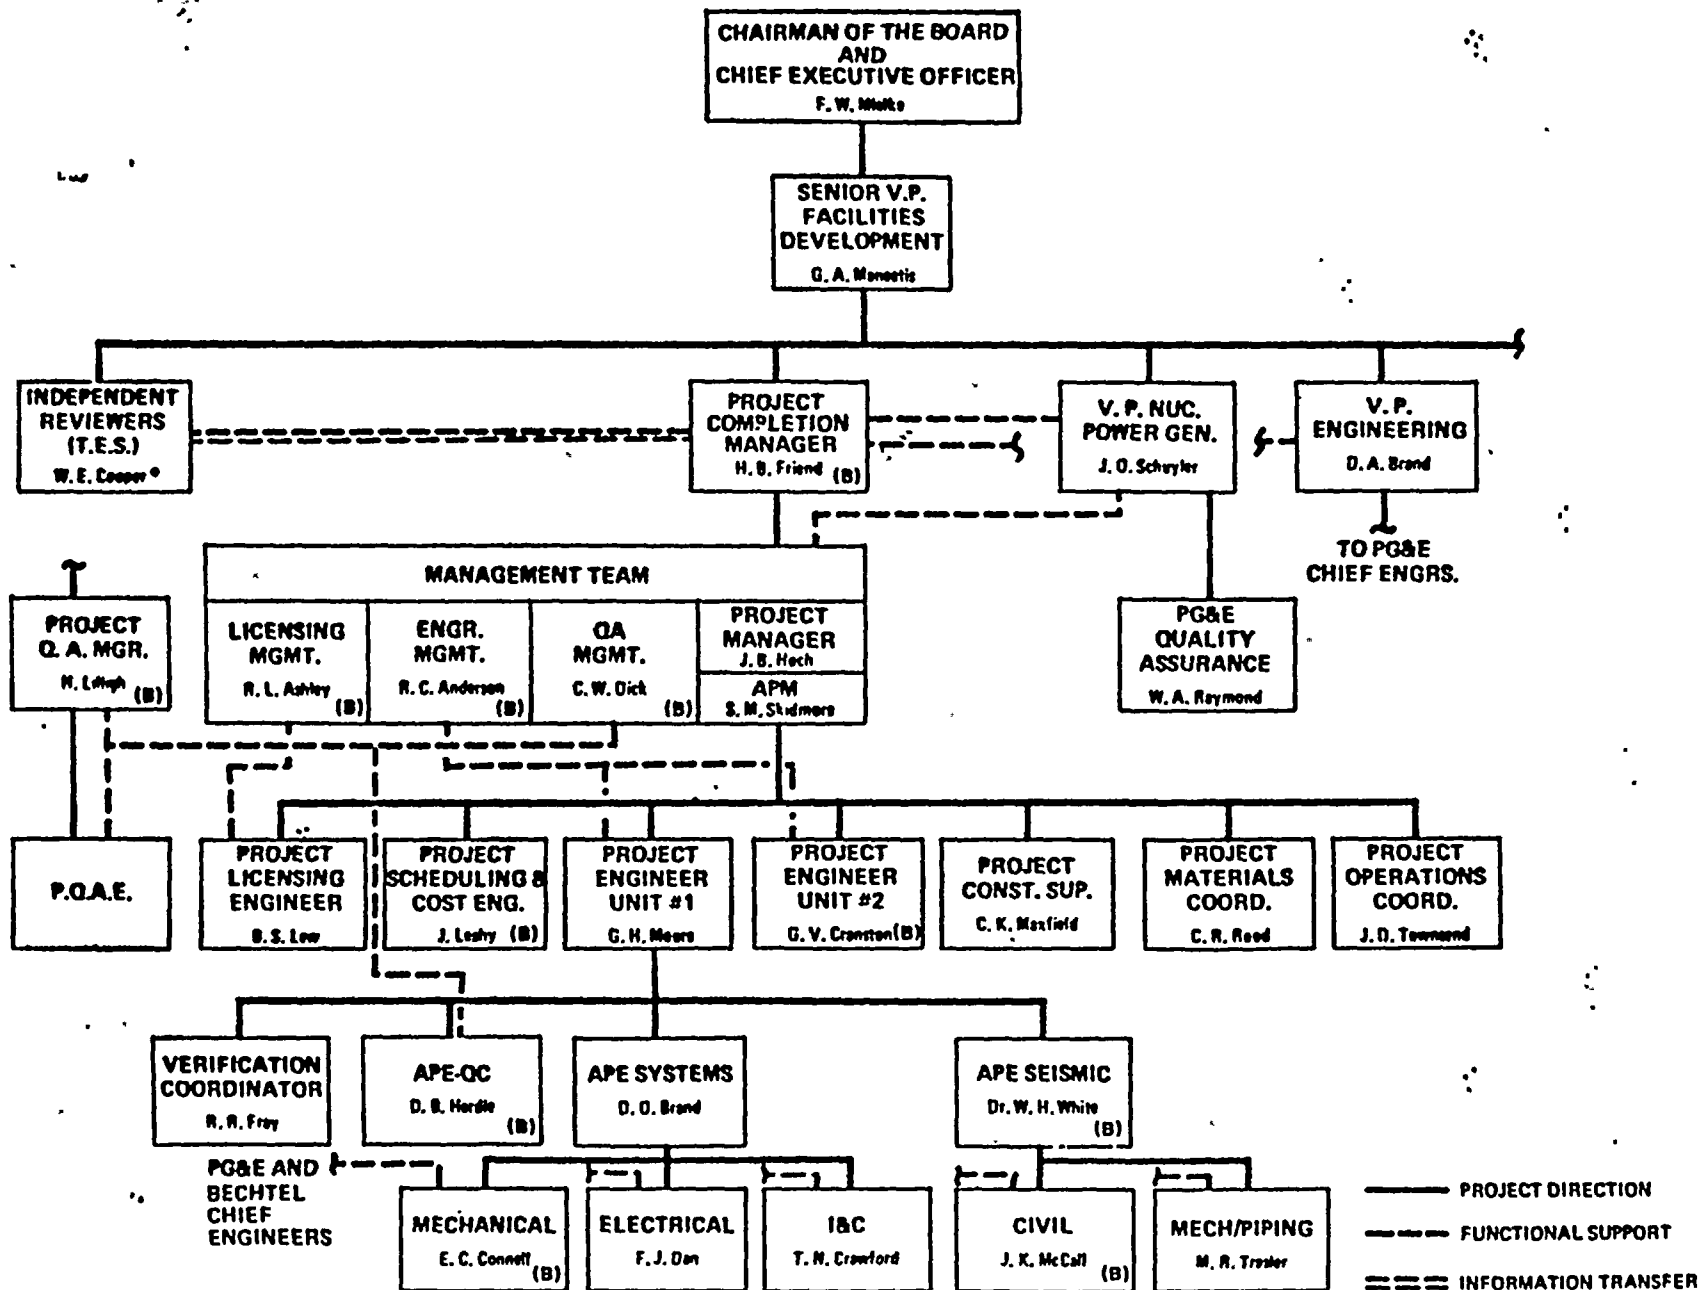 CHAIRMAN OF THE BOARD
AND
CHIEF EXECUTIVE OFFICER
F. W. Mielke
SENIOR V.P.
FACILITIES
DEVELOPMENT
G. A. Maneatis
INDEPENDENT
REVIEWERS
(T.E.S.)
W. E. Cooper*
PROJECT
COMPLETION
MANAGER
H. B. Friend (B)
V. P. NUC.
POWER GEN.
J. O. Schuyler
V. P.
ENGINEERING
D. A. Brand
TO PG&E
CHIEF ENGRS.
PROJECT
Q. A. MGR.
(B)
MANAGEMENT TEAM
LICENSING
MGMT.
R. L. Ashley
(B)
ENGR.
MGMT.
R. C. Anderson
(B)
QA
MGMT.
C. W. Dick
(B)
PROJECT
MANAGER
J. B. Hoch
APM
S. M. Skidmore
PG&E
QUALITY
ASSURANCE
W. A. Raymond
P.Q.A.E.
PROJECT
LICENSING
ENGINEER
B. S. Lew
PROJECT
SCHEDULING &
COST ENG.
J. Leahy (B)
PROJECT
ENGINEER
UNIT #1
G. H. Moore
PROJECT
ENGINEER
UNIT #2
G. V. Cranston (B)
PROJECT
CONST. SUP.
C. K. Maxfield
PROJECT
MATERIALS
COORD.
C. R. Reed
PROJECT
OPERATIONS
COORD.
J. D. Townsend
VERIFICATION
COORDINATOR
R. R. Fray
APE-QC
D. B. Hardie
(B)
APE SYSTEMS
D. O. Brand
APE SEISMIC
Dr. W. H. White
(B)
PG&E AND
BECHTEL
CHIEF
ENGINEERS
MECHANICAL
E. C. Connell
(B)
ELECTRICAL
F. J. Dan
I&C
T. N. Crawford
CIVIL
J. K. McCall
(B)
MECH/PIPING
M. R. Tresler
PROJECT DIRECTION
FUNCTIONAL SUPPORT
INFORMATION TRANSFER